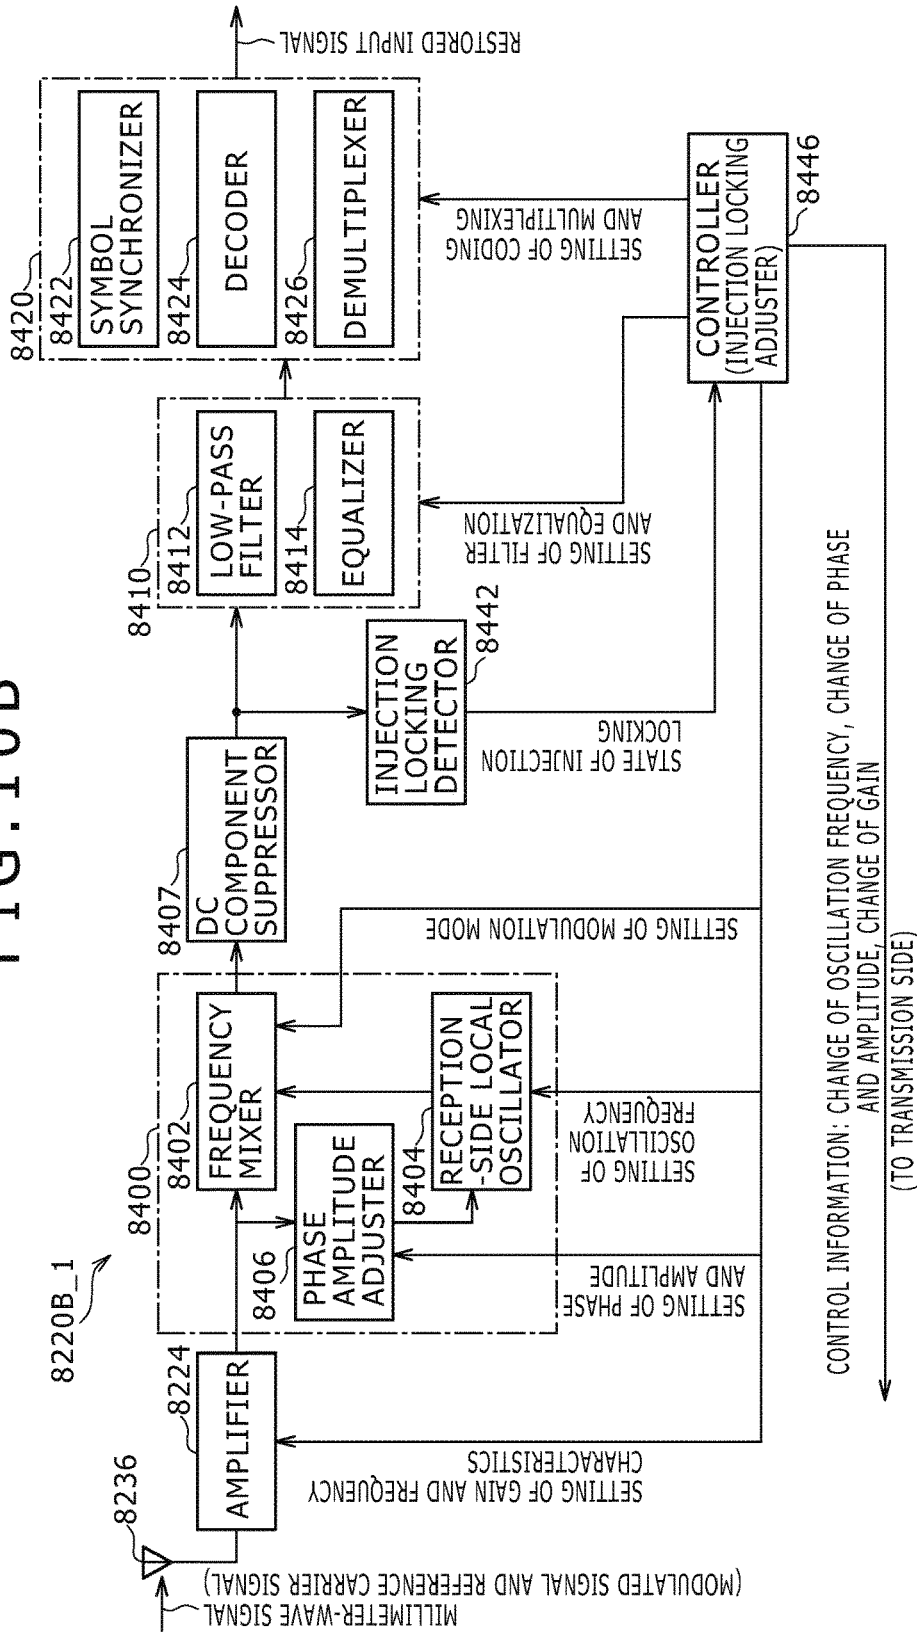 FIG.10B
8220B_1
8236
MILLIMETER-WAVE SIGNAL
(MODULATED SIGNAL AND REFERENCE CARRIER SIGNAL)
8224
AMPLIFIER
SETTING OF GAIN AND FREQUENCY
CHARACTERISTICS
8400
8402
FREQUENCY
MIXER
8406
PHASE
AMPLITUDE
ADJUSTER
8404
RECEPTION
-SIDE LOCAL
OSCILLATOR
SETTING OF PHASE
AND AMPLITUDE
SETTING OF
OSCILLATION
FREQUENCY
SETTING OF MODULATION MODE
8407
DC
COMPONENT
SUPPRESSOR
INJECTION
LOCKING
DETECTOR
8442
STATE OF INJECTION
LOCKING
8410
8412
LOW-PASS
FILTER
8414
EQUALIZER
SETTING OF FILTER
AND EQUALIZATION
8420
8422
SYMBOL
SYNCHRONIZER
8424
DECODER
8426
DEMULTIPLEXER
SETTING OF CODING
AND MULTIPLEXING
RESTORED INPUT SIGNAL
CONTROLLER
(INJECTION LOCKING
ADJUSTER)
8446
CONTROL INFORMATION: CHANGE OF OSCILLATION FREQUENCY, CHANGE OF PHASE
AND AMPLITUDE, CHANGE OF GAIN
(TO TRANSMISSION SIDE)